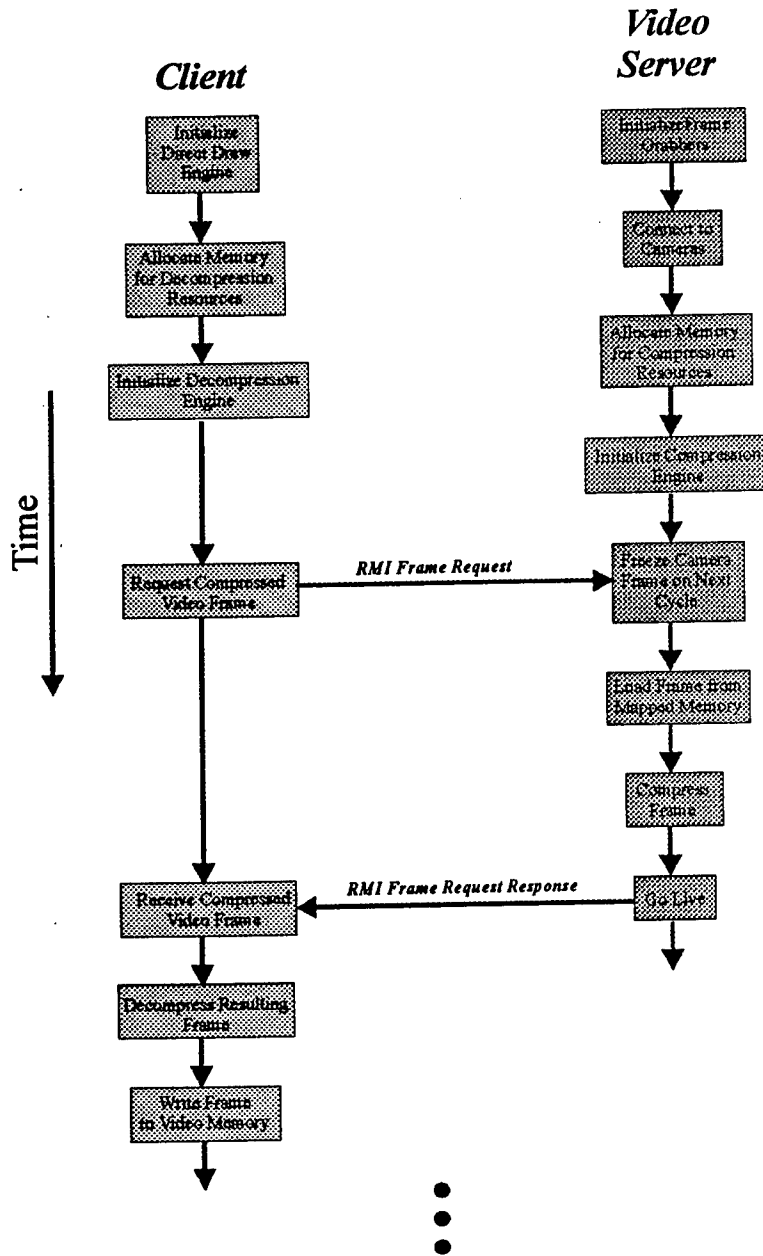 Client
Initialize
Direct Draw
Engine
Allocate Memory
for Decompression
Resources
Initialize Decompression
Engine
Time
Request Compressed
Video Frame
RMI Frame Request
Receive Compressed
Video Frame
RMI Frame Request Response
Decompress Resulting
Frame
Write Frame
to Video Memory
Video
Server
Initialize Frame
Grabbers
Connect to
Cameras
Allocate Memory
for Compression
Resources
Initialize Compression
Engine
Freeze Camera
Frame on Next
Cycle
Load Frame from
Mapped Memory
Compress
Frame
Go Live